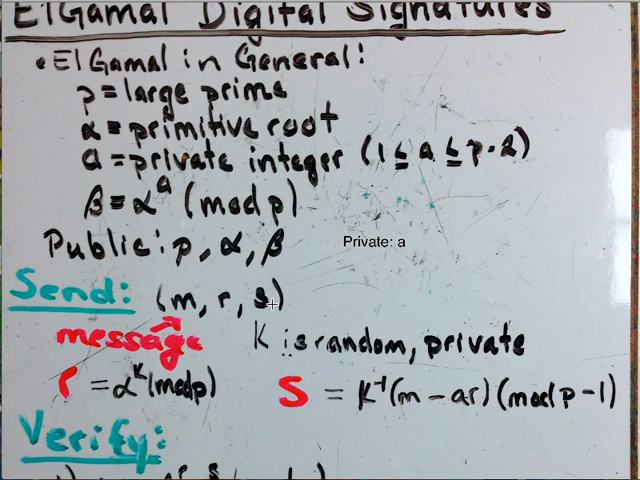 ElGamal Digital Signatures
• ElGamal in General:
p = large prime
α = primitive root
a = private integer (1 ≤ a ≤ p-2)
β ≡ α^a (mod p)
Public: p, α, β
Private: a
Send: (m, r, s)
message
K is random, private
r = α^K (mod p)
S = K^-1 (m - ar) (mod p-1)
Verify: